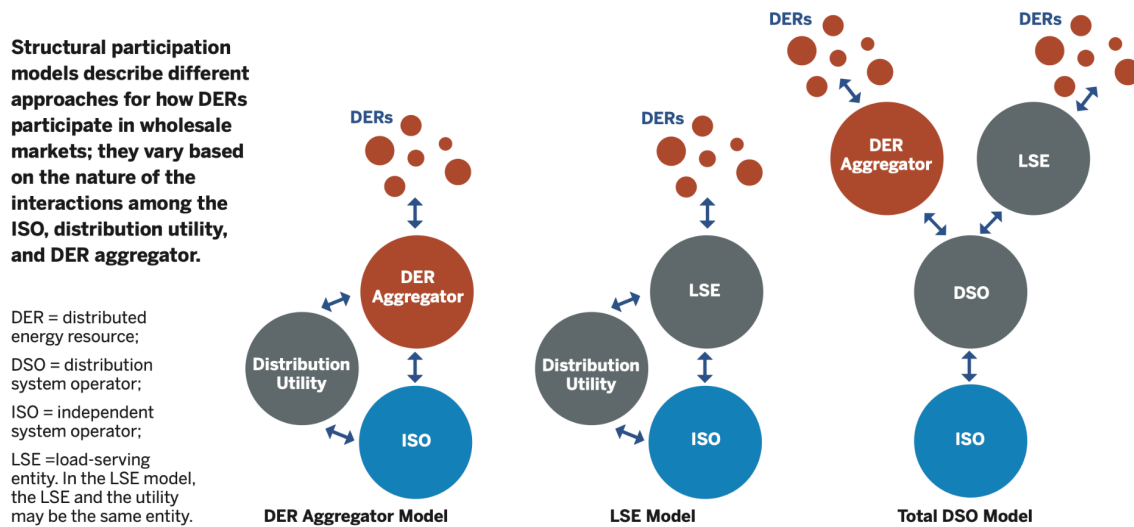 Structural participation
models describe different
approaches for how DERs
participate in wholesale
markets; they vary based
on the nature of the
interactions among the
ISO, distribution utility,
and DER aggregator.
DER = distributed
energy resource;
DSO = distribution
system operator;
ISO = independent
system operator;
LSE =load-serving
entity. In the LSE model,
the LSE and the utility
may be the same entity.
DERs
DER
Aggregator
Distribution
Utility
ISO
DER Aggregator Model
DERs
LSE
Distribution
Utility
ISO
LSE Model
DERs
DERs
DER
Aggregator
LSE
DSO
ISO
Total DSO Model